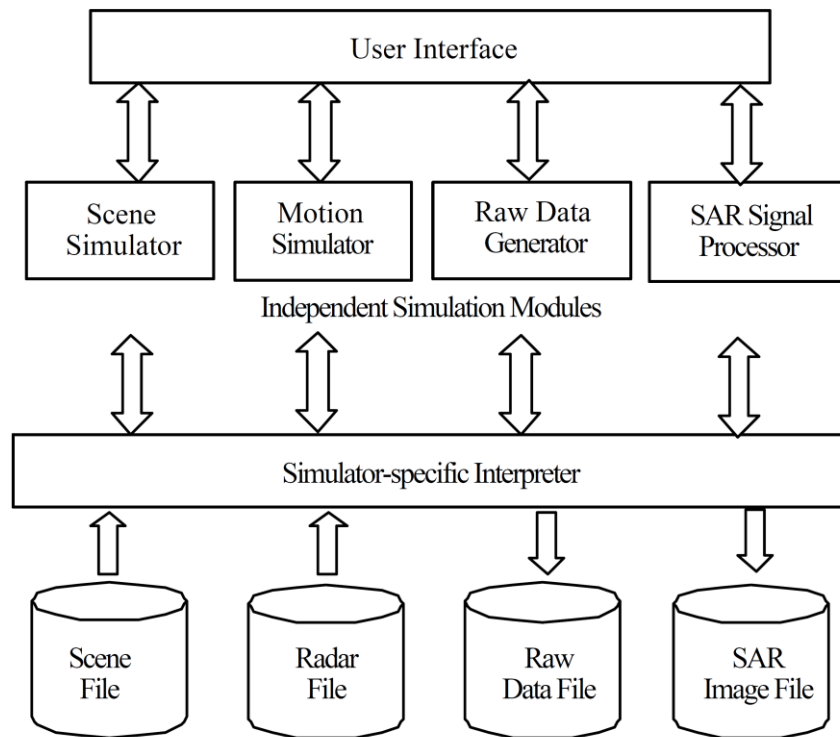 User Interface
Scene
Simulator
Motion
Simulator
Raw Data
Generator
SAR Signal
Processor
Independent Simulation Modules
Simulator-specific Interpreter
Scene
File
Radar
File
Raw
Data File
SAR
Image File